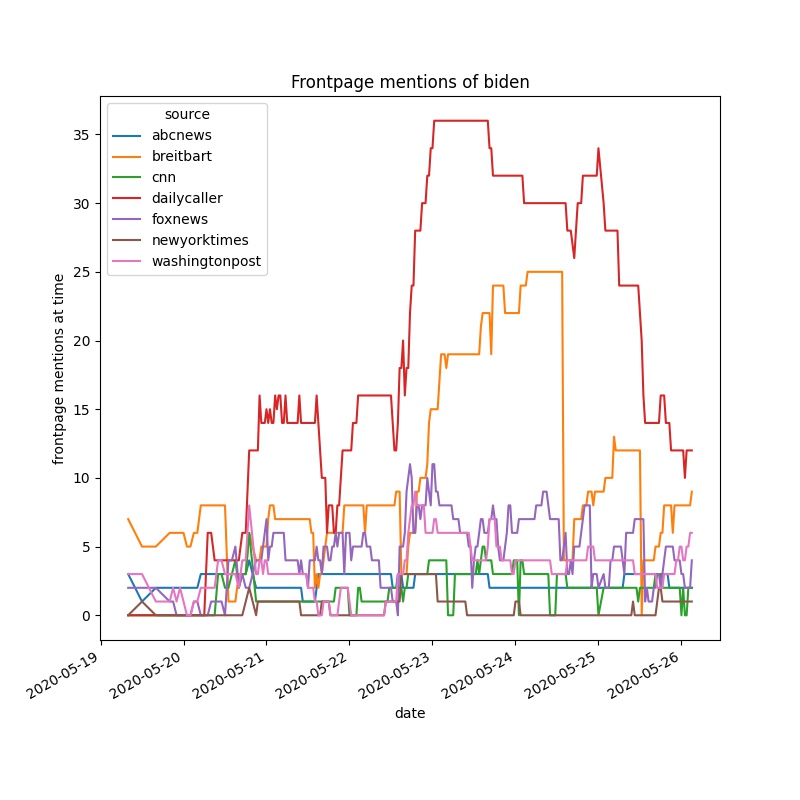 Frontpage mentions of biden
source
abcnews
breitbart
cnn
dailycaller
foxnews
newyorktimes
washingtonpost
frontpage mentions at time
35
30
25
20
15
10
5
0
2020-05-19
2020-05-20
2020-05-21
2020-05-22
2020-05-23
2020-05-24
2020-05-25
2020-05-26
date